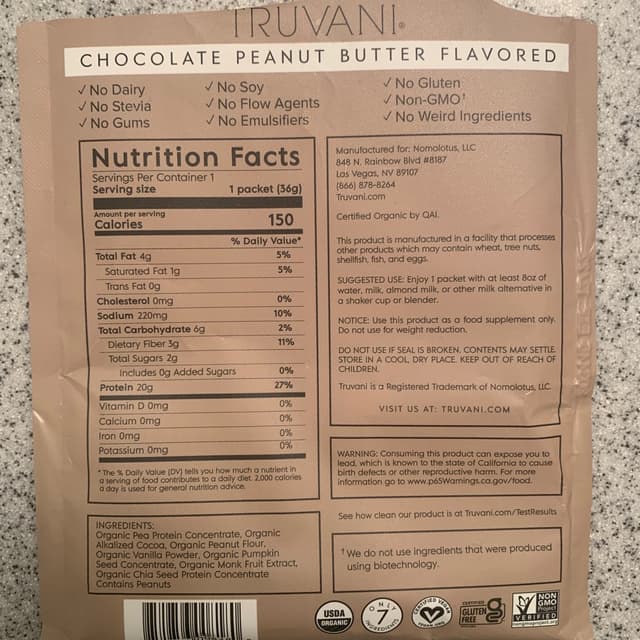 TRUVANI®
CHOCOLATE PEANUT BUTTER FLAVORED
✓ No Dairy
✓ No Stevia
✓ No Gums
✓ No Soy
✓ No Flow Agents
✓ No Emulsifiers
✓ No Gluten
✓ Non-GMO†
✓ No Weird Ingredients
Nutrition Facts
Servings Per Container 1
Serving size 1 packet (36g)
Amount per serving
Calories 150
% Daily Value*
Total Fat 4g 5%
Saturated Fat 1g 5%
Trans Fat 0g
Cholesterol 0mg 0%
Sodium 220mg 10%
Total Carbohydrate 6g 2%
Dietary Fiber 3g 11%
Total Sugars 2g
Includes 0g Added Sugars 0%
Protein 20g 27%
Vitamin D 0mg 0%
Calcium 0mg 0%
Iron 0mg 0%
Potassium 0mg 0%
* The % Daily Value (DV) tells you how much a nutrient in
a serving of food contributes to a daily diet. 2,000 calories
a day is used for general nutrition advice.
INGREDIENTS:
Organic Pea Protein Concentrate, Organic
Alkalized Cocoa, Organic Peanut Flour,
Organic Vanilla Powder, Organic Pumpkin
Seed Concentrate, Organic Monk Fruit Extract,
Organic Chia Seed Protein Concentrate
Contains Peanuts
Manufactured for: Nomolotus, LLC
848 N. Rainbow Blvd #8187
Las Vegas, NV 89107
(866) 878-8264
Truvani.com
Certified Organic by QAI.
This product is manufactured in a facility that processes
other products which may contain wheat, tree nuts,
shellfish, fish, and eggs.
SUGGESTED USE: Enjoy 1 packet with at least 8oz of
water, milk, almond milk, or other milk alternative in
a shaker cup or blender.
NOTICE: Use this product as a food supplement only.
Do not use for weight reduction.
DO NOT USE IF SEAL IS BROKEN. CONTENTS MAY SETTLE.
STORE IN A COOL, DRY PLACE. KEEP OUT OF REACH OF
CHILDREN.
Truvani is a Registered Trademark of Nomolotus, LLC.
VISIT US AT: TRUVANI.COM
WARNING: Consuming this product can expose you to
lead, which is known to the state of California to cause
birth defects or other reproductive harm. For more
information go to www.p65Warnings.ca.gov/food.
See how clean our product is at Truvani.com/TestResults
†We do not use ingredients that were produced
using biotechnology.
USDA
ORGANIC
ONLY
7
INGREDIENTS
CERTIFIED VEGAN
VEGAN.ORG
CERTIFIED
GLUTEN
FREE
NON
GMO
Project
VERIFIED
nongmoproject.org